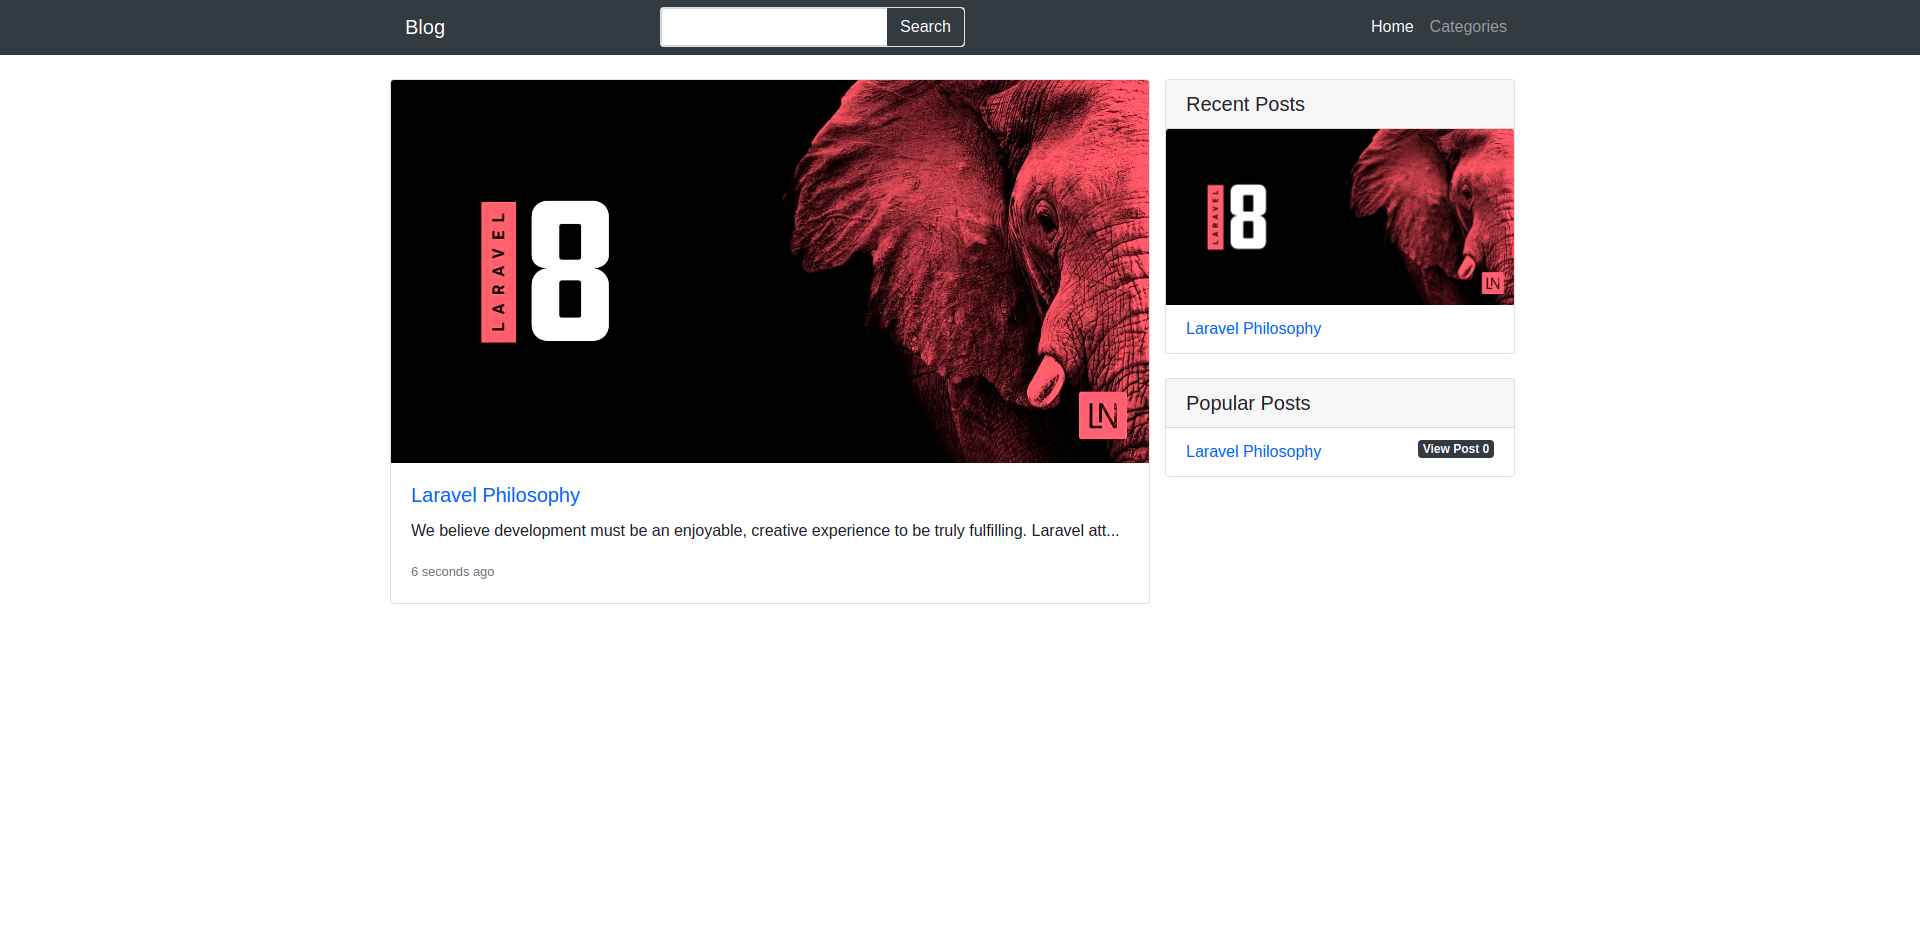 Blog
Search
Home
Categories
LARAVEL
8
LN
Laravel Philosophy
We believe development must be an enjoyable, creative experience to be truly fulfilling. Laravel att...
6 seconds ago
Recent Posts
LARAVEL
8
LN
Laravel Philosophy
Popular Posts
Laravel Philosophy
View Post 0